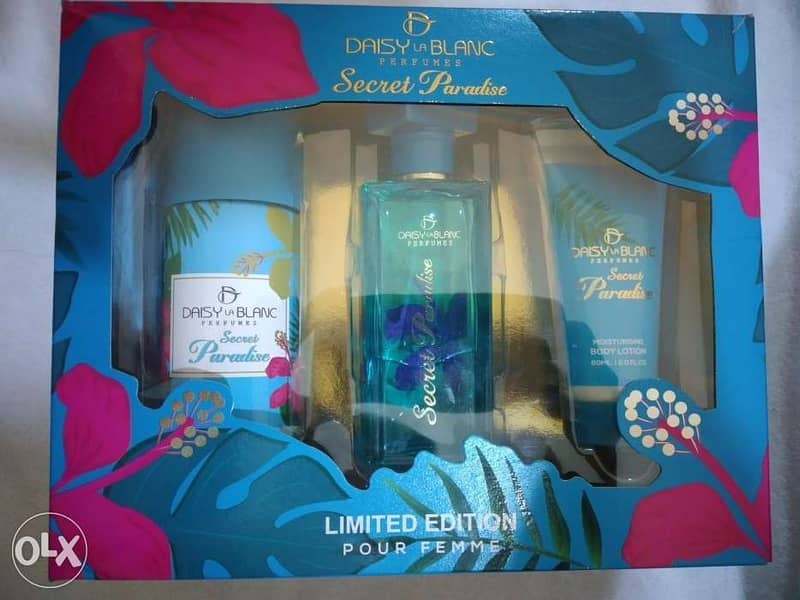 DAISY LA BLANC
PERFUMES
Secret Paradise
DAISY LA BLANC
PERFUMES
Secret
Paradise
DAISY LA BLANC
PERFUMES
Secret Paradise
DAISY LA BLANC
PERFUMES
Secret
Paradise
MOISTURISING
BODY LOTION
LIMITED EDITION
POUR FEMME
OLX